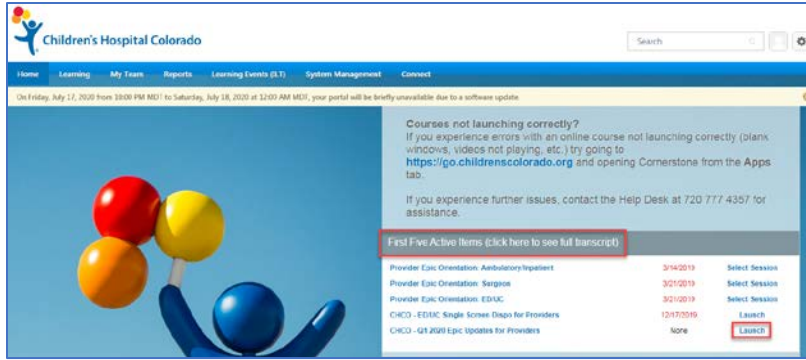 Children's Hospital Colorado
Search
Home Learning My Team Reports Learning Events (ILT) System Management Connect
On Friday, July 17, 2020 from 10:00 PM MDT to Saturday, July 18, 2020 at 12:00 AM MDT, your portal will be briefly unavailable due to a software update.
Courses not launching correctly?
If you experience errors with an online course not launching correctly (blank
windows, videos not playing, etc.) try going to
https://go.childrenscolorado.org and opening Cornerstone from the Apps
tab.
If you experience further issues, contact the Help Desk at 720 777 4357 for
assistance.
First Five Active Items (click here to see full transcript)
Provider Epic Orientation: Ambulatory/Inpatient 3/14/2019 Select Session
Provider Epic Orientation: Surgeon 3/21/2019 Select Session
Provider Epic Orientation: ED/UC 3/21/2019 Select Session
CHCO - ED/UC Single Screen Dispo for Providers 12/17/2019 Launch
CHCO - Q1 2020 Epic Updates for Providers None Launch